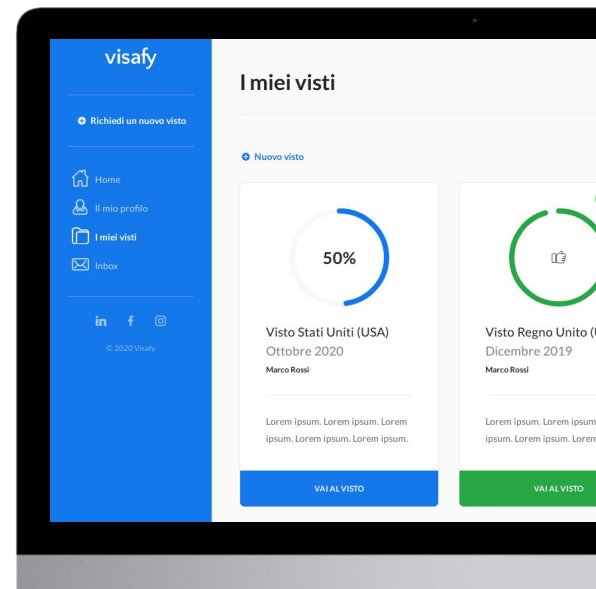 visafy
Richiedi un nuovo visto
Home
Il mio profilo
I miei visti
Inbox
in f
© 2020 Visafy
I miei visti
Nuovo visto
50%
Visto Stati Uniti (USA)
Ottobre 2020
Marco Rossi
Lorem ipsum. Lorem ipsum. Lorem
ipsum. Lorem ipsum. Lorem ipsum.
VAI AL VISTO
Visto Regno Unito (
Dicembre 2019
Marco Rossi
Lorem ipsum. Lorem ipsum
ipsum. Lorem ipsum. Lorem
VAI AL VISTO